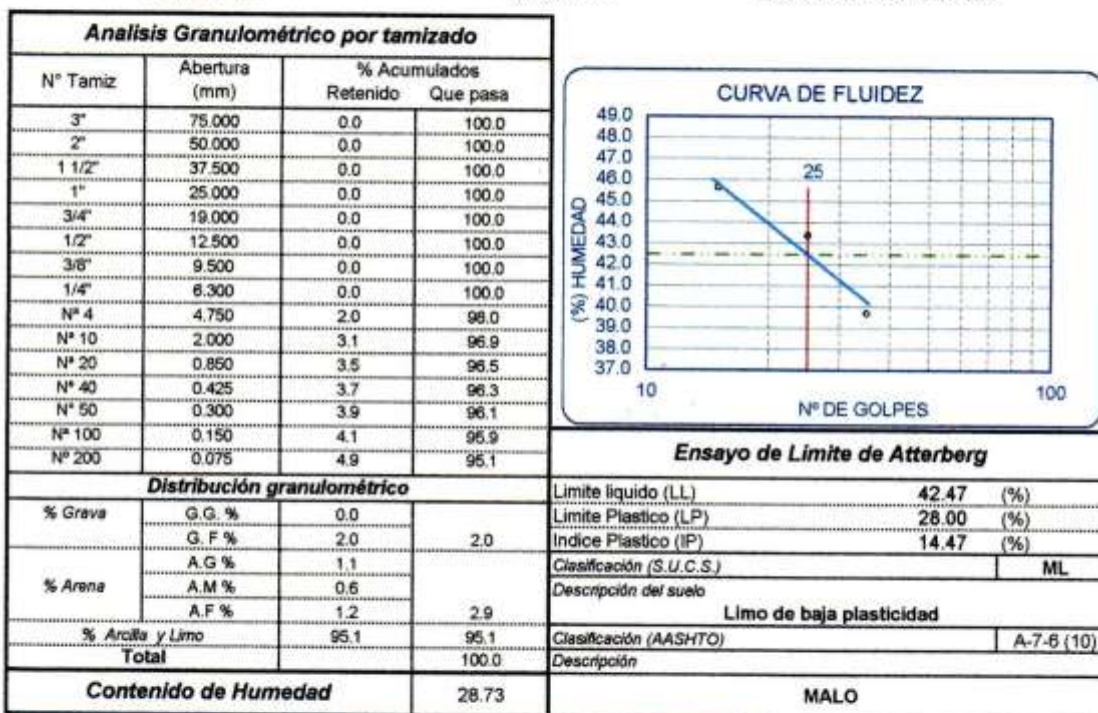 Analisis Granulométrico por tamizado
N° Tamiz Abertura (mm) % Acumulados
Retenido Que pasa
3" 75.000 0.0 100.0
2" 50.000 0.0 100.0
1 1/2" 37.500 0.0 100.0
1" 25.000 0.0 100.0
3/4" 19.000 0.0 100.0
1/2" 12.500 0.0 100.0
3/8" 9.500 0.0 100.0
1/4" 6.300 0.0 100.0
Nª 4 4.750 2.0 98.0
Nª 10 2.000 3.1 96.9
Nª 20 0.850 3.5 96.5
N° 40 0.425 3.7 96.3
N° 50 0.300 3.9 96.1
Nª 100 0.150 4.1 95.9
Nº 200 0.075 4.9 95.1
Distribución granulométrico
% Grava G.G. % 0.0
G. F % 2.0 2.0
% Arena A.G % 1.1
A.M % 0.6
A.F % 1.2 2.9
% Arcilla y Limo 95.1 95.1
Total 100.0
Contenido de Humedad 28.73
CURVA DE FLUIDEZ
(%) HUMEDAD
49.0
48.0
47.0
46.0
45.0
44.0
43.0
42.0
41.0
40.0
39.0
38.0
37.0
25
10 100
Nº DE GOLPES
Ensayo de Limite de Atterberg
Limite liquido (LL) 42.47 (%)
Limite Plastico (LP) 28.00 (%)
Indice Plastico (IP) 14.47 (%)
Clasificación (S.U.C.S.) ML
Descripción del suelo
Limo de baja plasticidad
Clasificación (AASHTO) A-7-6 (10)
Descripción
MALO